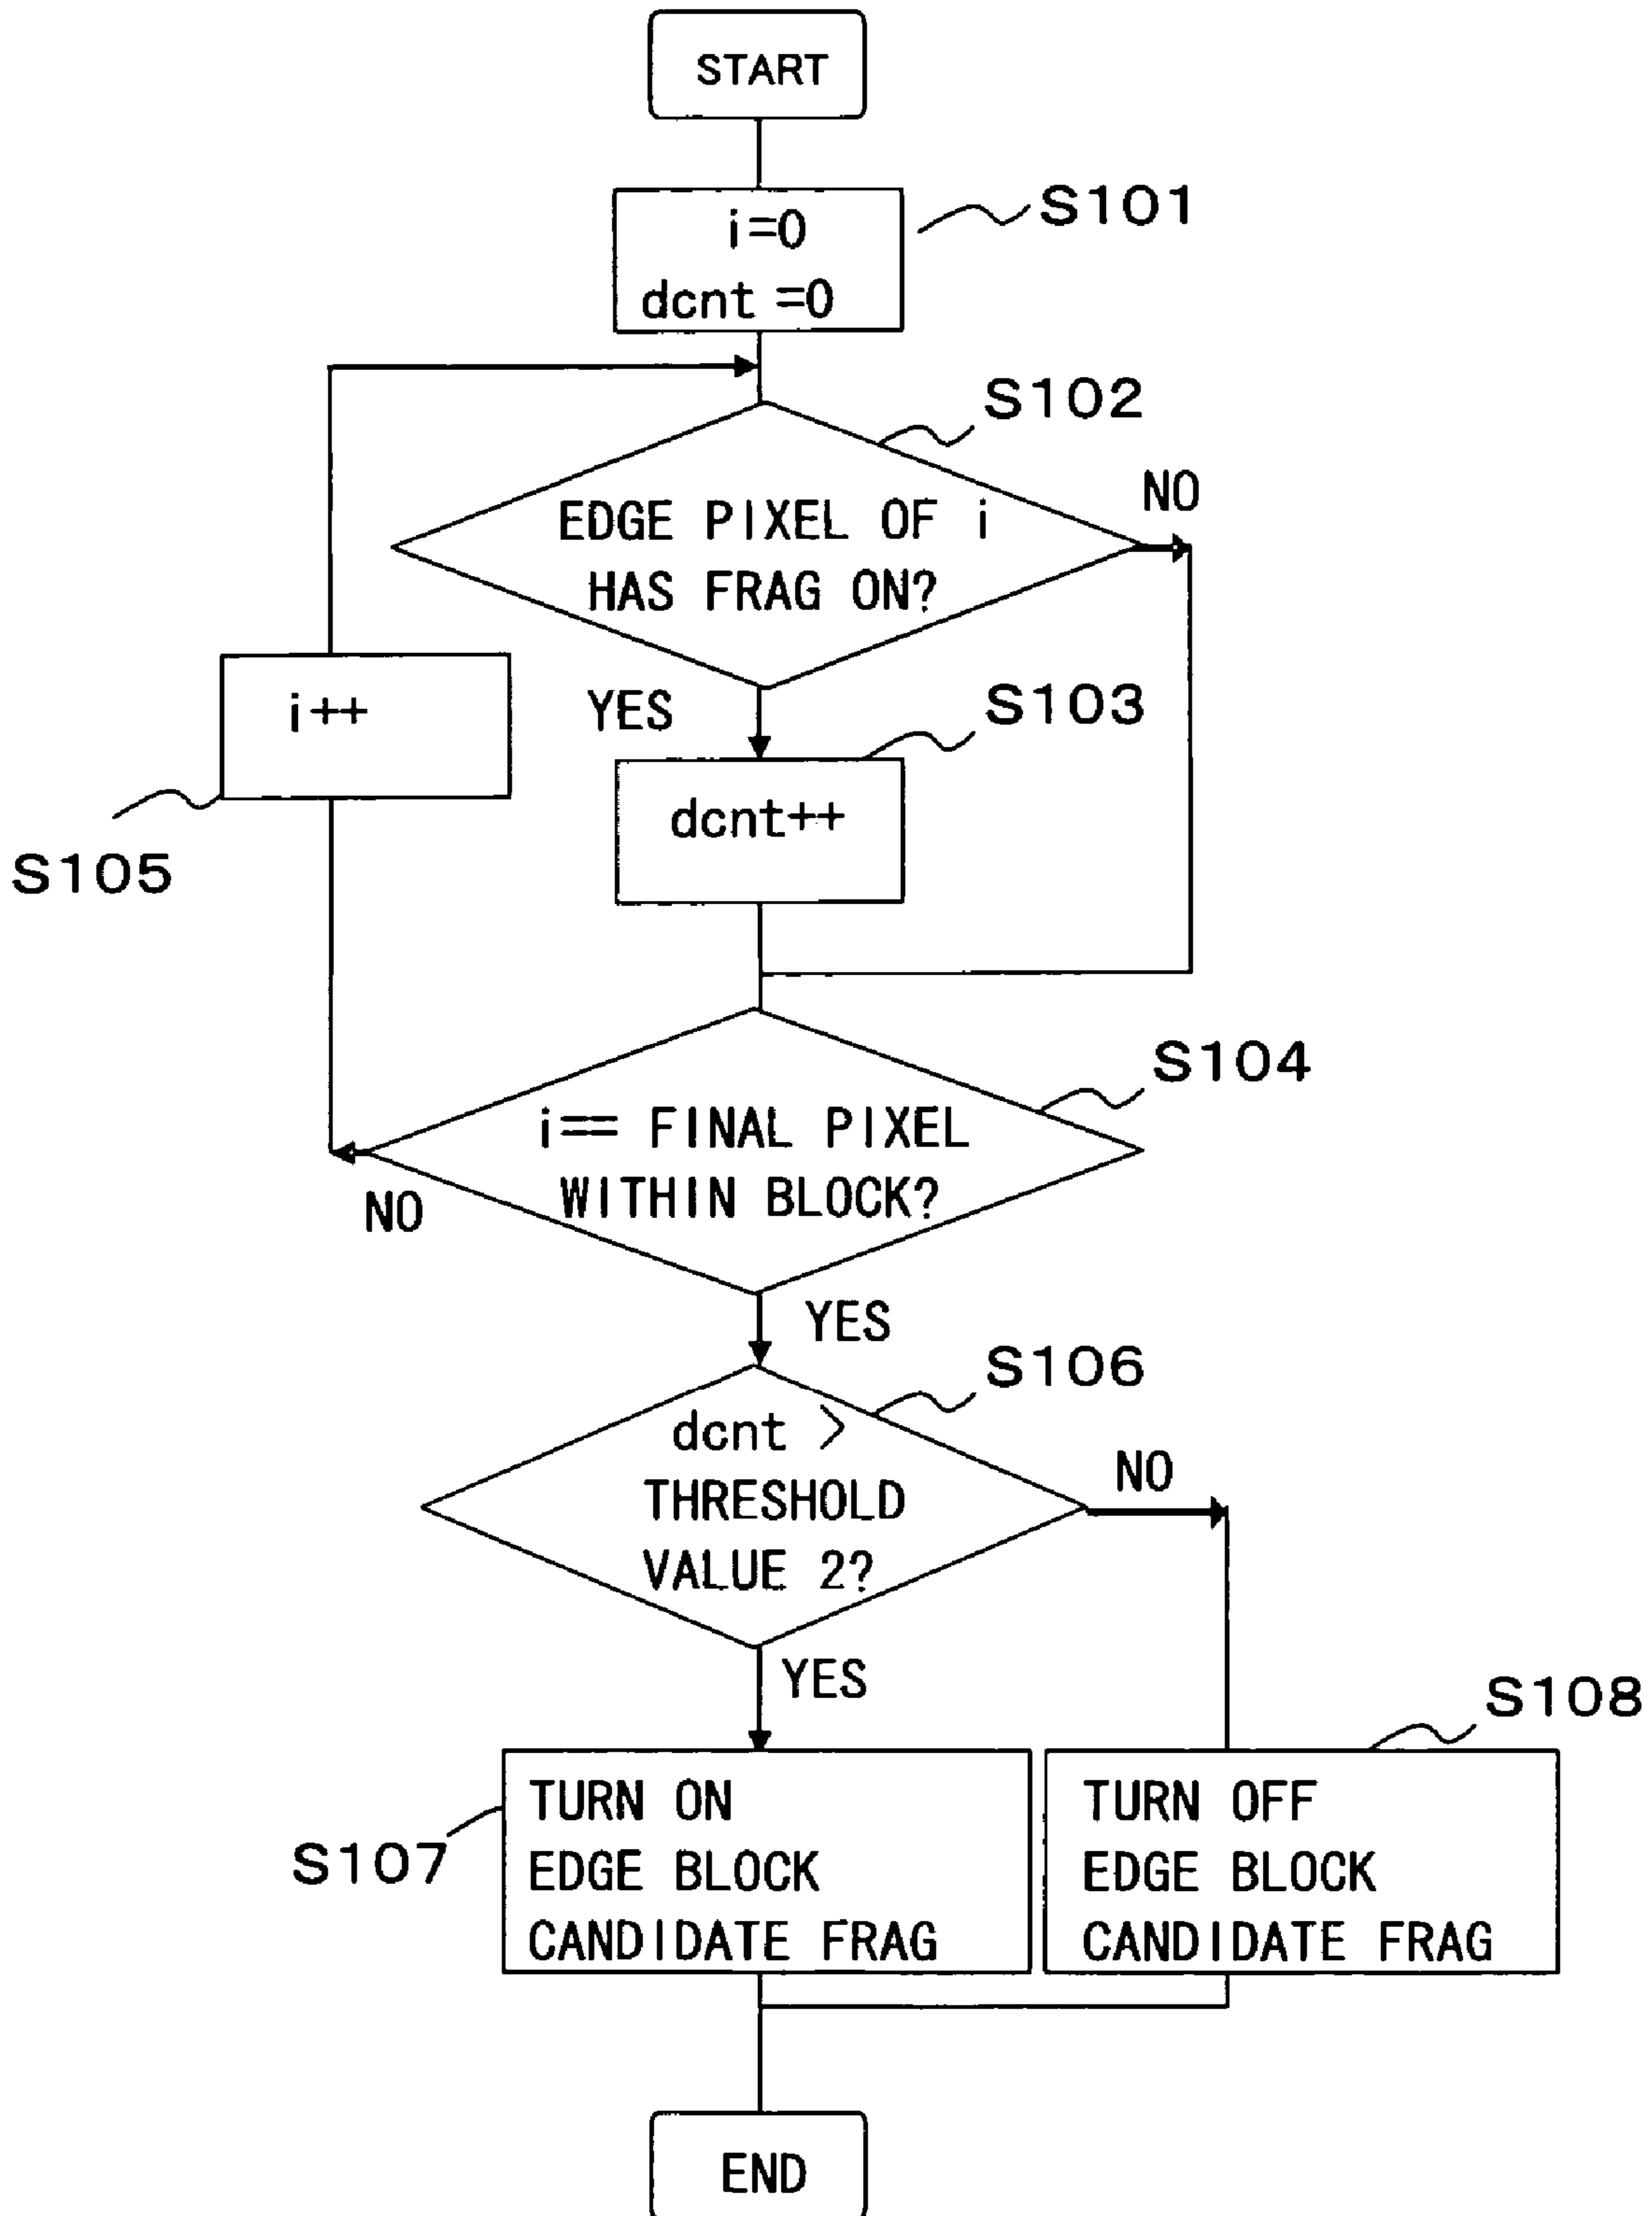 START
S101
i=0
dcnt =0
S102
NO
EDGE PIXEL OF i
HAS FRAG ON?
YES
S103
i++
dcnt++
S105
S104
i== FINAL PIXEL
WITHIN BLOCK?
NO
YES
S106
dcnt >
THRESHOLD
VALUE 2?
NO
YES
S108
TURN ON
EDGE BLOCK
CANDIDATE FRAG
S107
TURN OFF
EDGE BLOCK
CANDIDATE FRAG
END